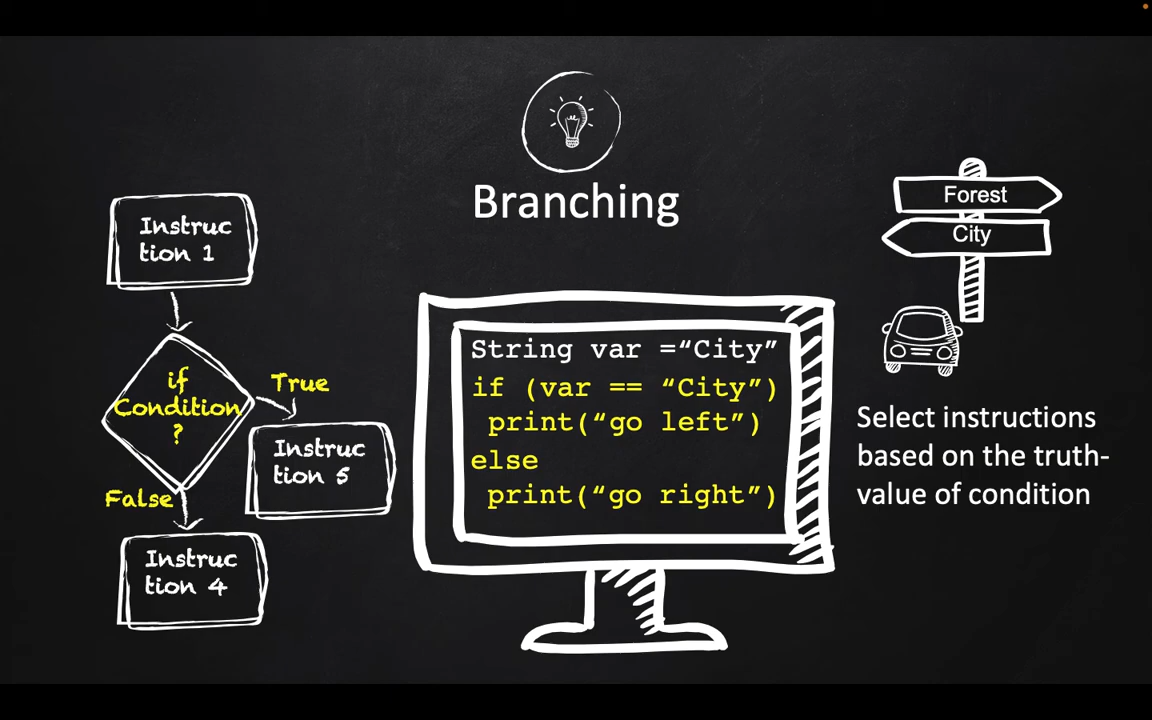 Branching
Instruc
tion 1
if
Condition
?
True
False
Instruc
tion 5
Instruc
tion 4
String var =“City”
if (var == “City”)
print(“go left”)
else
print(“go right”)
Forest
City
Select instructions
based on the truth-
value of condition